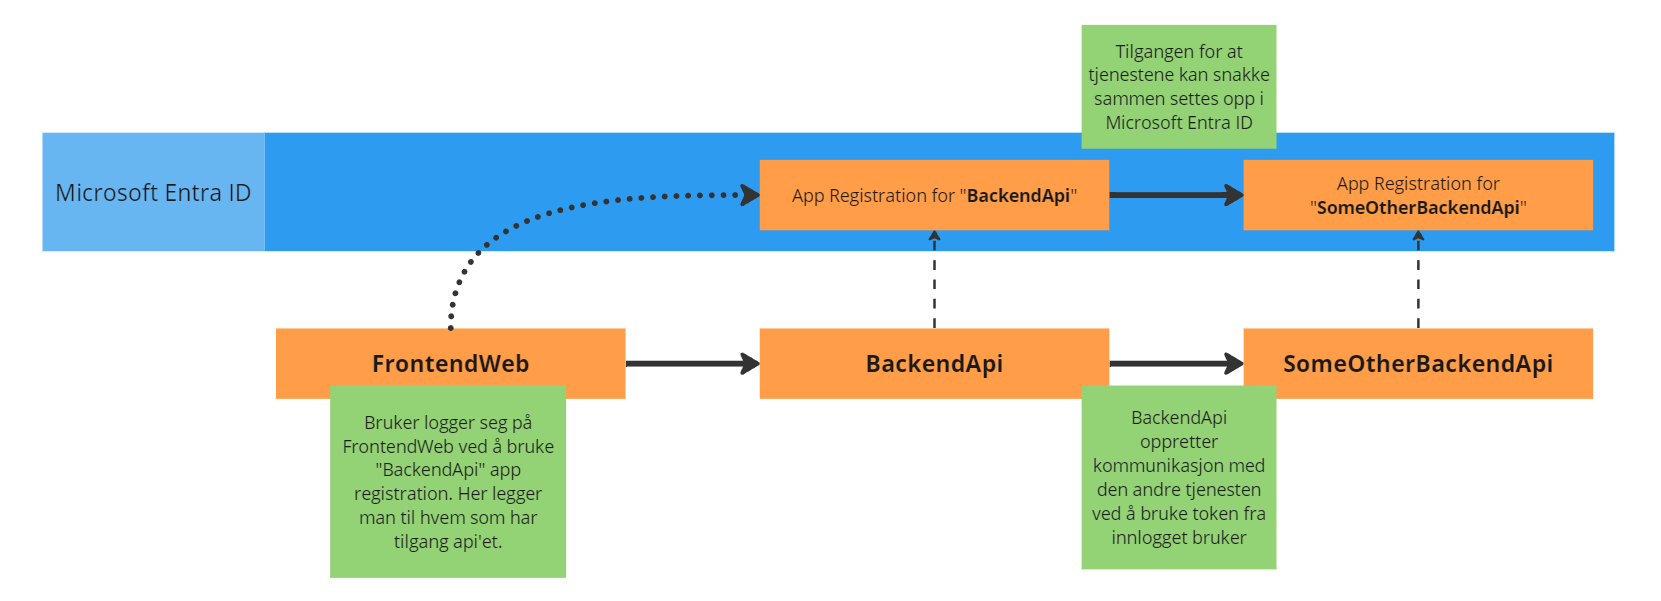 Tilgangen for at
tjenestene kan snakke
sammen settes opp i
Microsoft Entra ID
Microsoft Entra ID
App Registration for "BackendApi"
App Registration for
"SomeOtherBackendApi"
FrontendWeb
BackendApi
SomeOtherBackendApi
Bruker logger seg på
FrontendWeb ved å bruke
"BackendApi" app
registration. Her legger
man til hvem som har
tilgang api'et.
BackendApi
oppretter
kommunikasjon med
den andre tjenesten
ved å bruke token fra
innlogget bruker